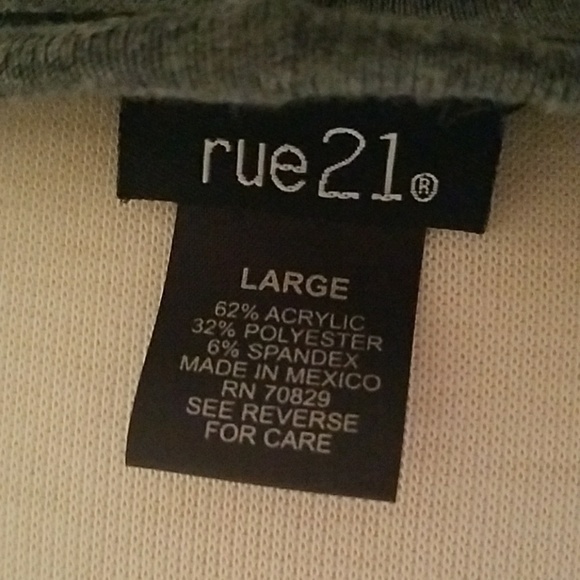 rue21®
LARGE
62% ACRYLIC
32% POLYESTER
6% SPANDEX
MADE IN MEXICO
RN 70829
SEE REVERSE
FOR CARE